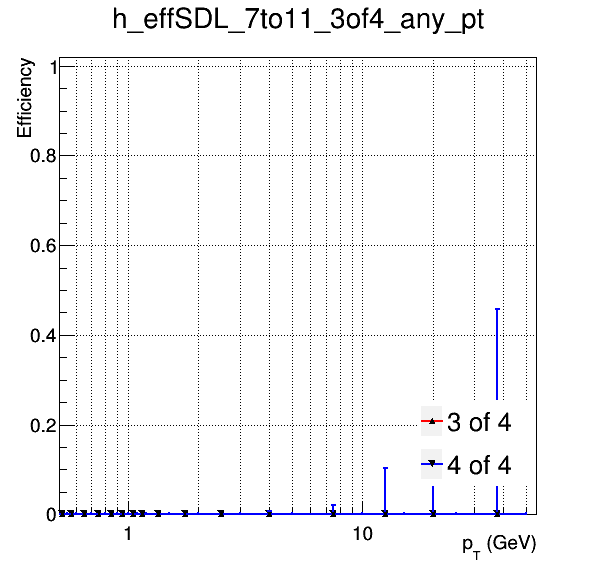 h_effSDL_7to11_3of4_any_pt
Efficiency
1
0.8
0.6
0.4
0.2
0
3 of 4
4 of 4
1
10
p_T (GeV)